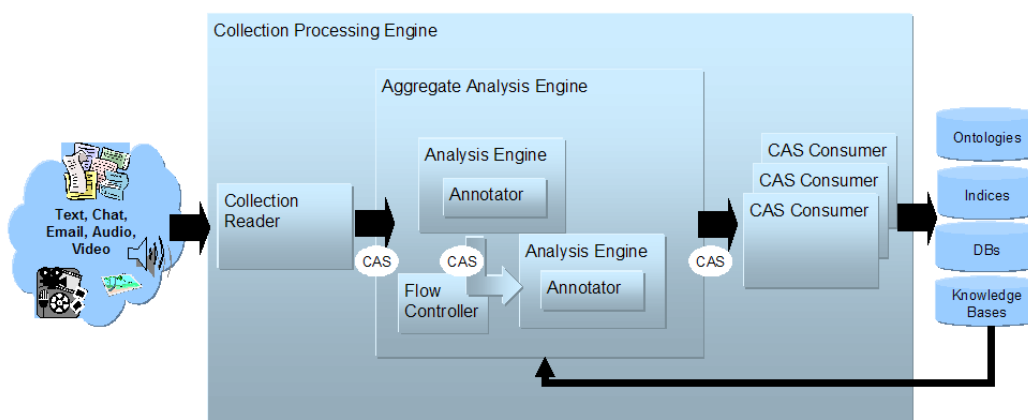 Collection Processing Engine
Aggregate Analysis Engine
Text, Chat,
Email, Audio,
Video
Collection
Reader
CAS
Analysis Engine
Annotator
CAS
Flow
Controller
Analysis Engine
Annotator
CAS
CAS Consumer
CAS Consumer
CAS Consumer
Ontologies
Indices
DBs
Knowledge
Bases